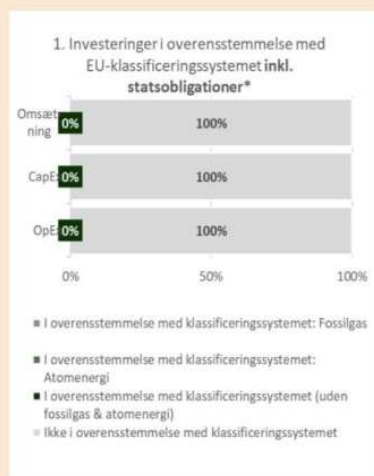 1. Investeringer i overensstemmelse med
EU-klassificeringssystemet inkl.
statsobligationer*
Omsæt
ning
0%
100%
CapE
0%
100%
OpE
0%
100%
0%
50%
100%
I overensstemmelse med klassificeringssystemet: Fossilgas
I overensstemmelse med klassificeringssystemet:
Atomenergi
I overensstemmelse med klassificeringssystemet (uden
fossilgas & atomenergi)
Ikke i overensstemmelse med klassificeringssystemet